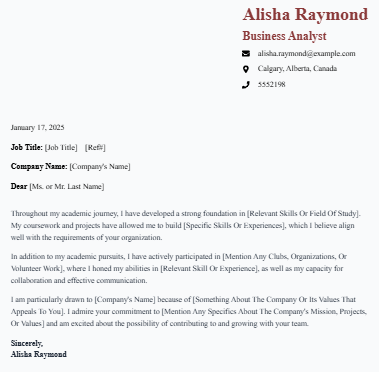 Alisha Raymond
Business Analyst
alisha.raymond@example.com
Calgary, Alberta, Canada
5552198
January 17, 2025
Job Title: [Job Title] [Ref#]
Company Name: [Company's Name]
Dear [Ms. or Mr. Last Name]
Throughout my academic journey, I have developed a strong foundation in [Relevant Skills Or Field Of Study].
My coursework and projects have allowed me to build [Specific Skills Or Experiences], which I believe align
well with the requirements of your organization.
In addition to my academic pursuits, I have actively participated in [Mention Any Clubs, Organizations, Or
Volunteer Work], where I honed my abilities in [Relevant Skill Or Experience], as well as my capacity for
collaboration and effective communication.
I am particularly drawn to [Company's Name] because of [Something About The Company Or Its Values That
Appeals To You]. I admire your commitment to [Mention Any Specifics About The Company's Mission, Projects,
Or Values] and am excited about the possibility of contributing to and growing with your team.
Sincerely,
Alisha Raymond